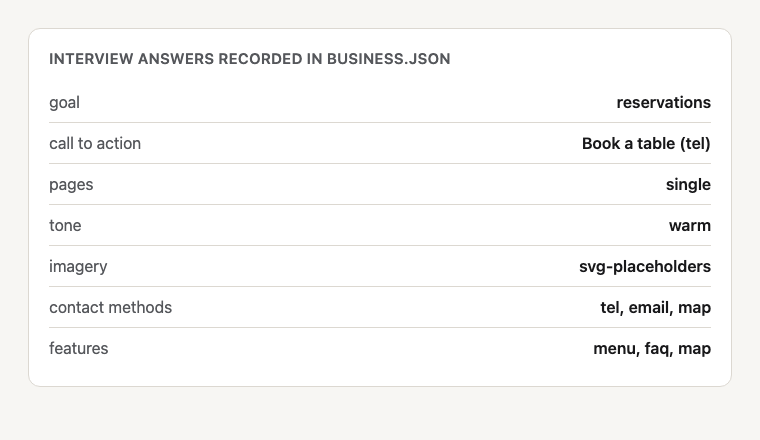 INTERVIEW ANSWERS RECORDED IN BUSINESS.JSON
goal reservations
call to action Book a table (tel)
pages single
tone warm
imagery svg-placeholders
contact methods tel, email, map
features menu, faq, map